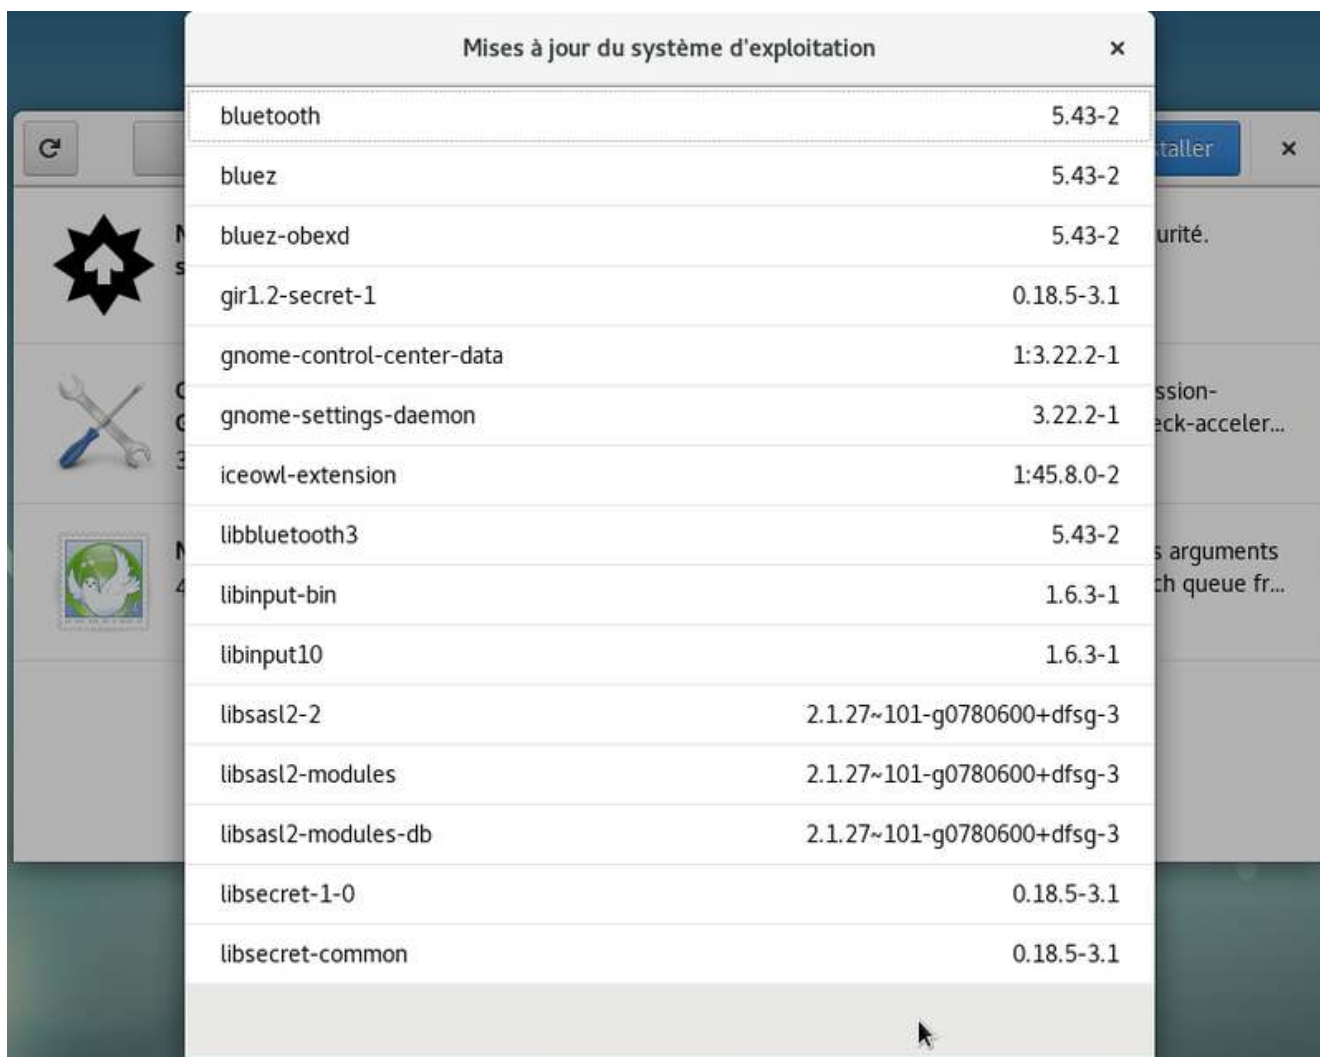 Mises à jour du système d'exploitation
bluetooth 5.43-2
bluez 5.43-2
bluez-obexd 5.43-2
gir1.2-secret-1 0.18.5-3.1
gnome-control-center-data 1:3.22.2-1
gnome-settings-daemon 3.22.2-1
iceowl-extension 1:45.8.0-2
libbluetooth3 5.43-2
libinput-bin 1.6.3-1
libinput10 1.6.3-1
libsasl2-2 2.1.27~101-g0780600+dfsg-3
libsasl2-modules 2.1.27~101-g0780600+dfsg-3
libsasl2-modules-db 2.1.27~101-g0780600+dfsg-3
libsecret-1-0 0.18.5-3.1
libsecret-common 0.18.5-3.1
taller
urité.
ssion-
eck-acceler...
s arguments
ch queue fr...